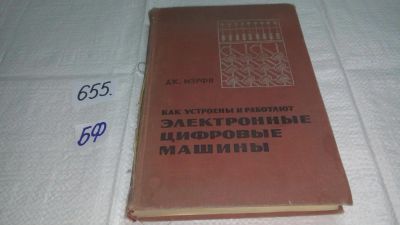 655.
БФ
ДЖ. МЭРФИ
КАК УСТРОЕНЫ И РАБОТАЮТ
ЭЛЕКТРОННЫЕ
ЦИФРОВЫЕ
МАШИНЫ